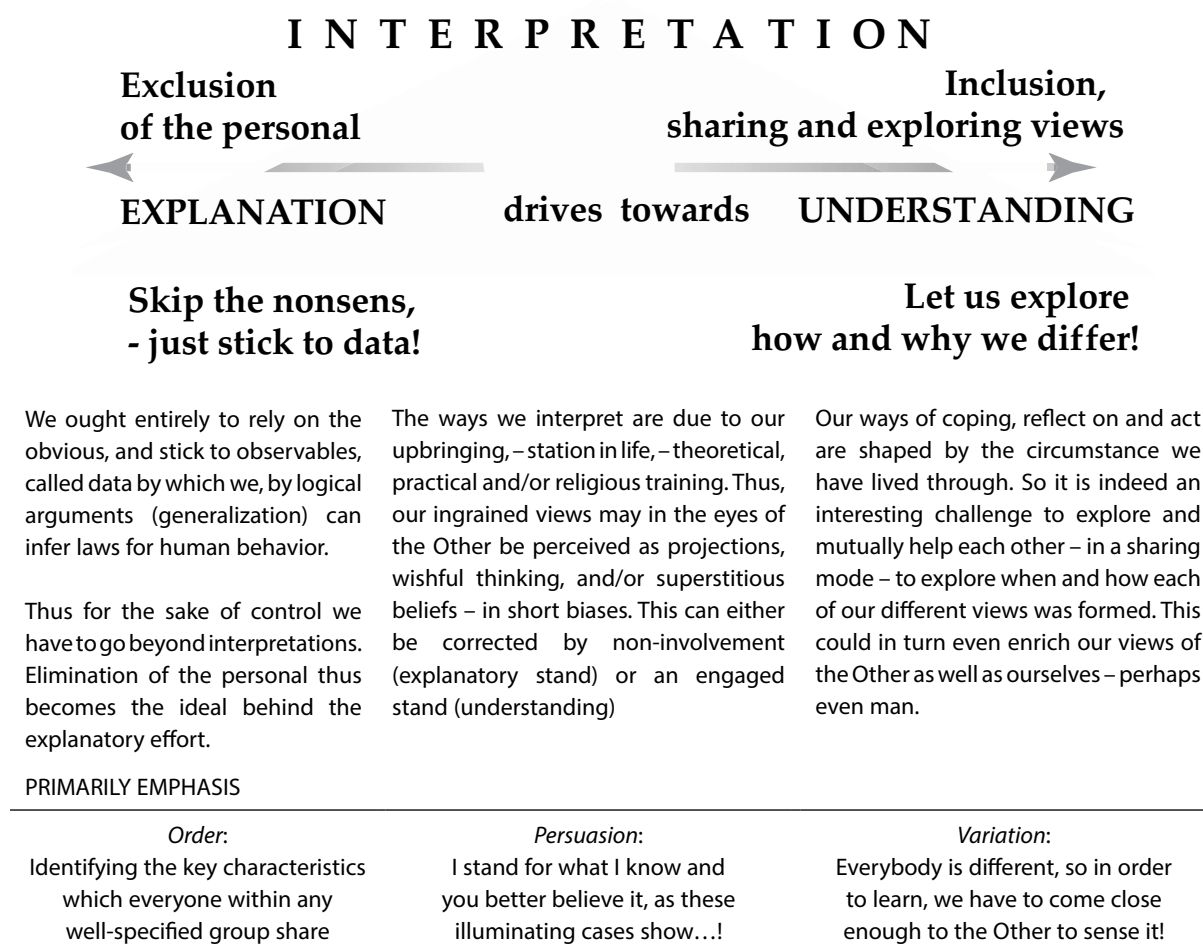 INTERPRETATION
Exclusion
of the personal
Inclusion,
sharing and exploring views
EXPLANATION drives towards UNDERSTANDING
Skip the nonsens,
- just stick to data!
Let us explore
how and why we differ!
We ought entirely to rely on the
obvious, and stick to observables,
called data by which we, by logical
arguments (generalization) can
infer laws for human behavior.
Thus for the sake of control we
have to go beyond interpretations.
Elimination of the personal thus
becomes the ideal behind the
explanatory effort.
The ways we interpret are due to our
upbringing, – station in life, – theoretical,
practical and/or religious training. Thus,
our ingrained views may in the eyes of
the Other be perceived as projections,
wishful thinking, and/or superstitious
beliefs – in short biases. This can either
be corrected by non-involvement
(explanatory stand) or an engaged
stand (understanding)
Our ways of coping, reflect on and act
are shaped by the circumstance we
have lived through. So it is indeed an
interesting challenge to explore and
mutually help each other – in a sharing
mode – to explore when and how each
of our different views was formed. This
could in turn even enrich our views of
the Other as well as ourselves – perhaps
even man.
PRIMARILY EMPHASIS
Order:
Identifying the key characteristics
which everyone within any
well-specified group share
Persuasion:
I stand for what I know and
you better believe it, as these
illuminating cases show…!
Variation:
Everybody is different, so in order
to learn, we have to come close
enough to the Other to sense it!